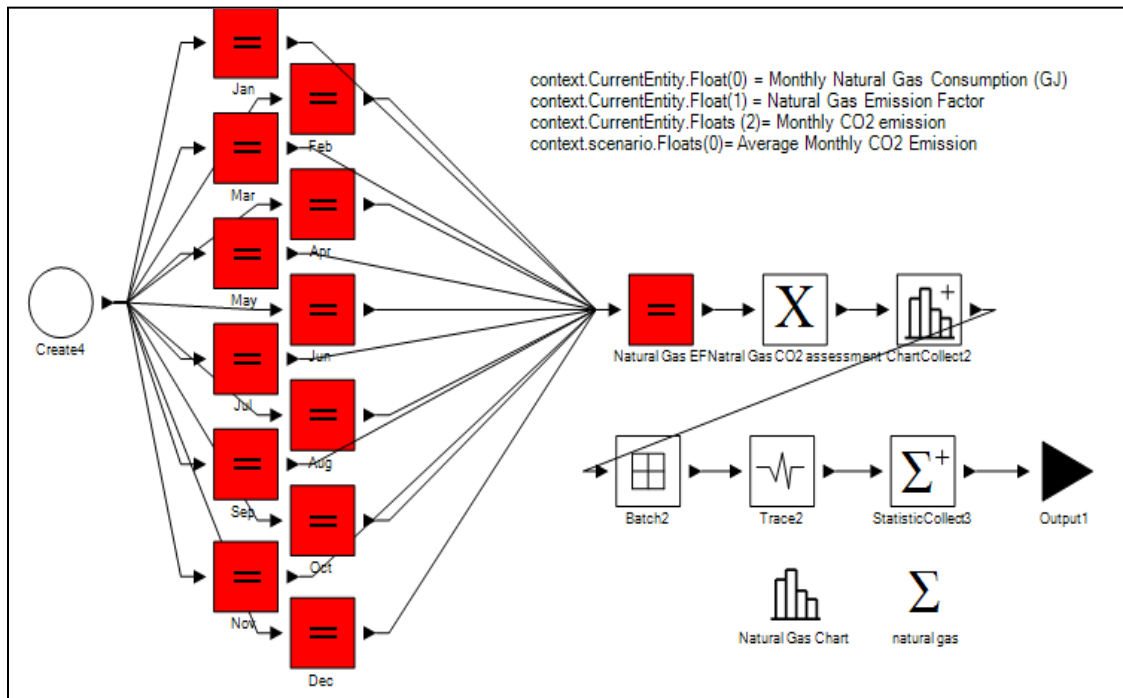 context.CurrentEntity.Float(0) = Monthly Natural Gas Consumption (GJ)
context.CurrentEntity.Float(1) = Natural Gas Emission Factor
context.CurrentEntity.Floats (2)= Monthly CO2 emission
context.scenario.Floats(0)= Average Monthly CO2 Emission
Jan
Feb
Mar
Apr
May
Jun
Jul
Aug
Sep
Oct
Nov
Dec
Create4
Natural Gas EF
Natral Gas CO2 assessment
ChartCollect2
X
Σ+
Batch2
Trace2
StatisticCollect3
Output1
Σ
Natural Gas Chart
natural gas